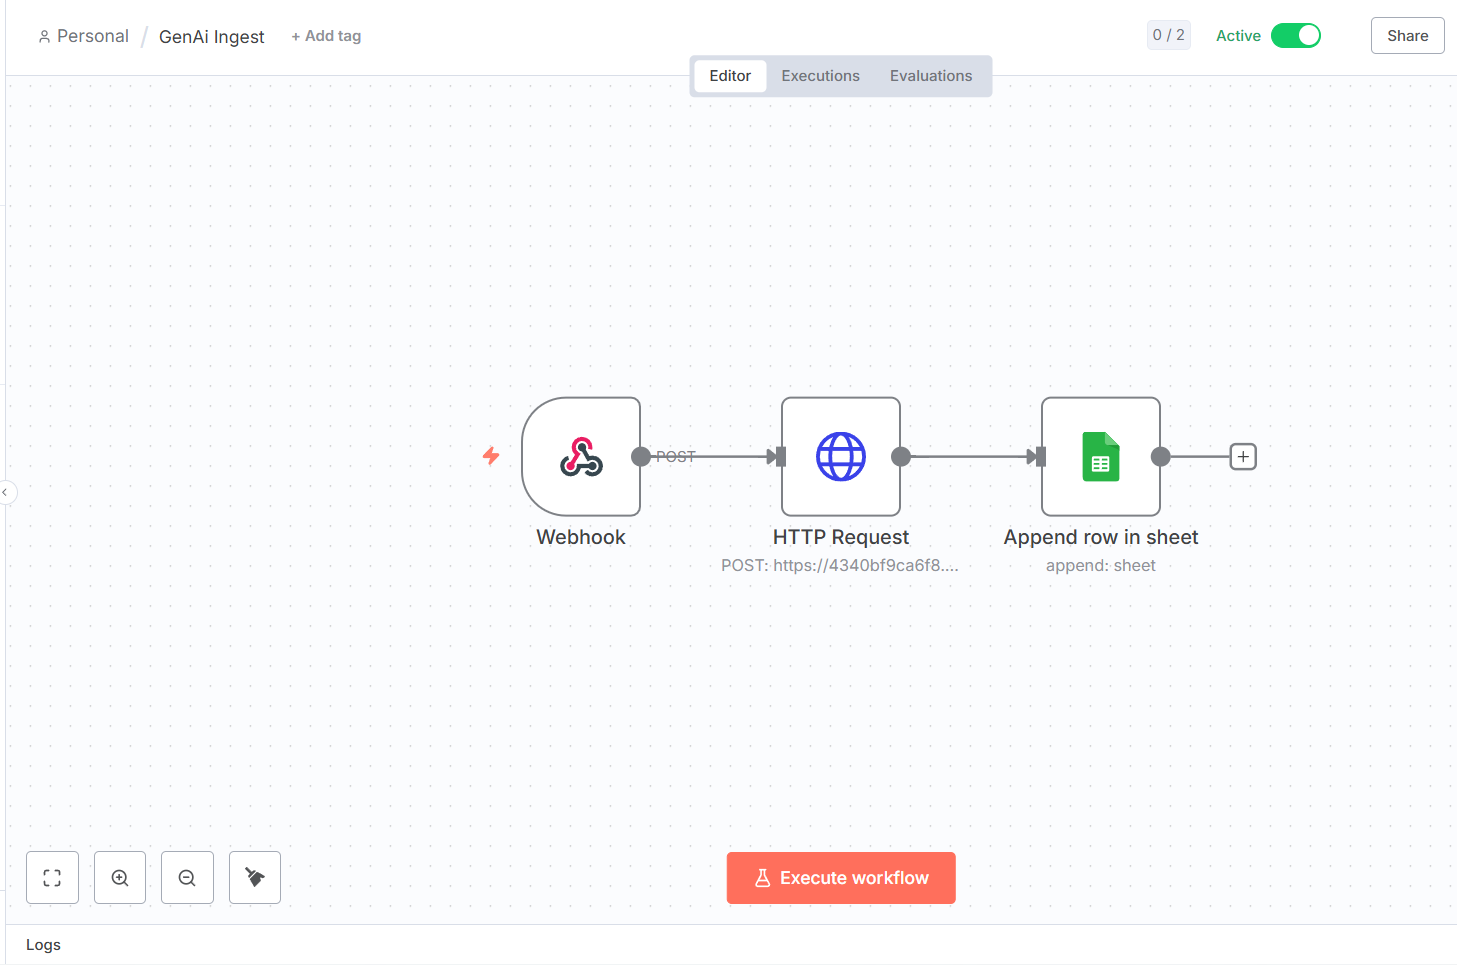 Personal / GenAi Ingest + Add tag
0 / 2 Active Share
Editor Executions Evaluations
POST
Webhook
HTTP Request
POST: https://4340bf9ca6f8....
Append row in sheet
append: sheet
Execute workflow
Logs